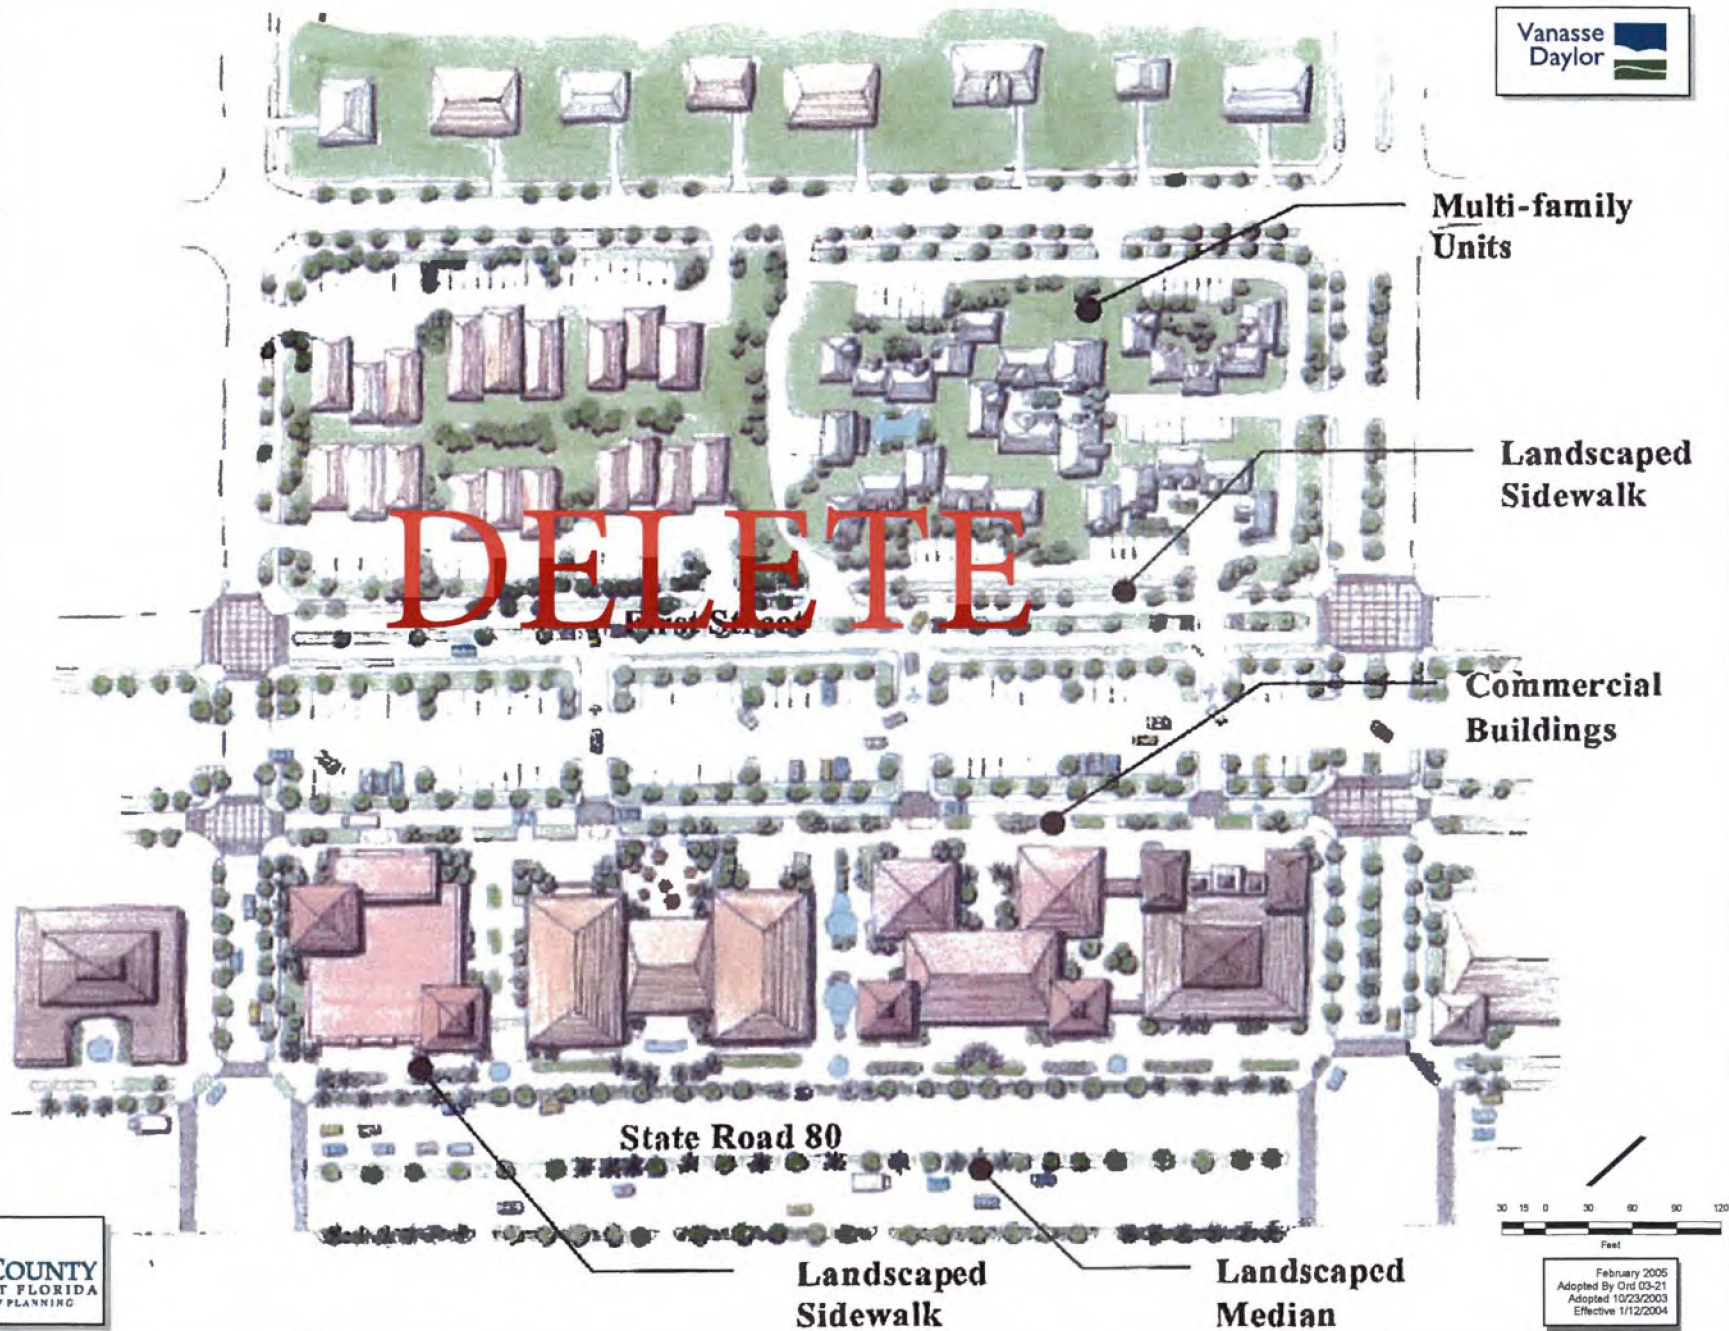 Vanasse
Daylor
Multi-family
Units
Landscaped
Sidewalk
DELETE
First Street
Commercial
Buildings
State Road 80
Landscaped
Sidewalk
Landscaped
Median
COUNTY
T FLORIDA
PLANNING
30 15 0 30 60 90 120
Feet
February 2005
Adopted By Ord 03-21
Adopted 10/23/2003
Effective 1/12/2004